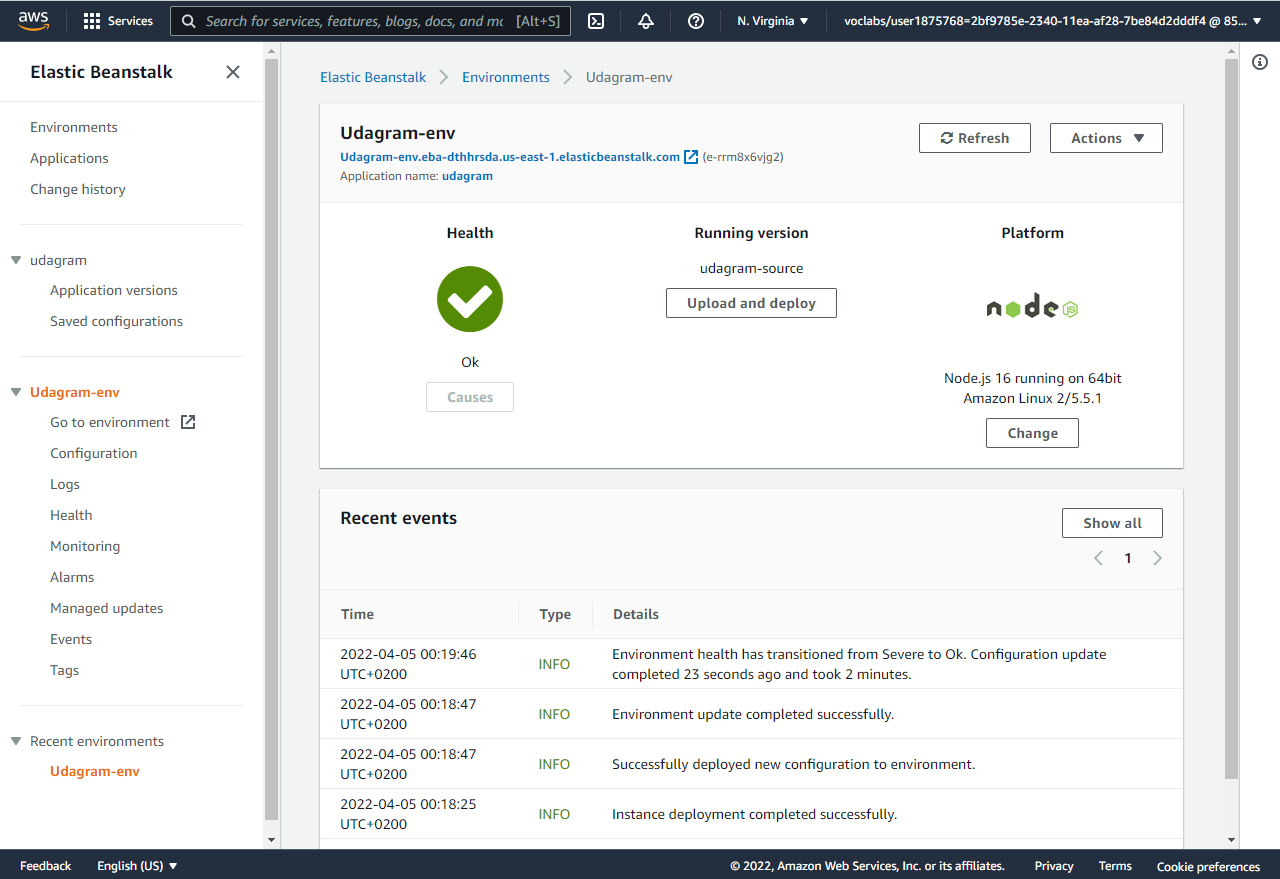 aws
Services
Search for services, features, blogs, docs, and mo [Alt+S]
N. Virginia ▼
voclabs/user1875768=2bf9785e-2340-11ea-af28-7be84d2dddf4 @ 85... ▼
Elastic Beanstalk
Environments
Applications
Change history
udagram
Application versions
Saved configurations
Udagram-env
Go to environment
Configuration
Logs
Health
Monitoring
Alarms
Managed updates
Events
Tags
Recent environments
Udagram-env
Elastic Beanstalk
Environments
Udagram-env
Udagram-env
Udagram-env.eba-dthhrsda.us-east-1.elasticbeanstalk.com (e-rrm8x6vjg2)
Application name: udagram
Refresh
Actions ▼
Health
Ok
Causes
Running version
udagram-source
Upload and deploy
Platform
node
JS
Node.js 16 running on 64bit
Amazon Linux 2/5.5.1
Change
Recent events
Show all
1
Time Type Details
2022-04-05 00:19:46
UTC+0200
INFO
Environment health has transitioned from Severe to Ok. Configuration update
completed 23 seconds ago and took 2 minutes.
2022-04-05 00:18:47
UTC+0200
INFO
Environment update completed successfully.
2022-04-05 00:18:47
UTC+0200
INFO
Successfully deployed new configuration to environment.
2022-04-05 00:18:25
UTC+0200
INFO
Instance deployment completed successfully.
Feedback
English (US) ▼
© 2022, Amazon Web Services, Inc. or its affiliates.
Privacy
Terms
Cookie preferences